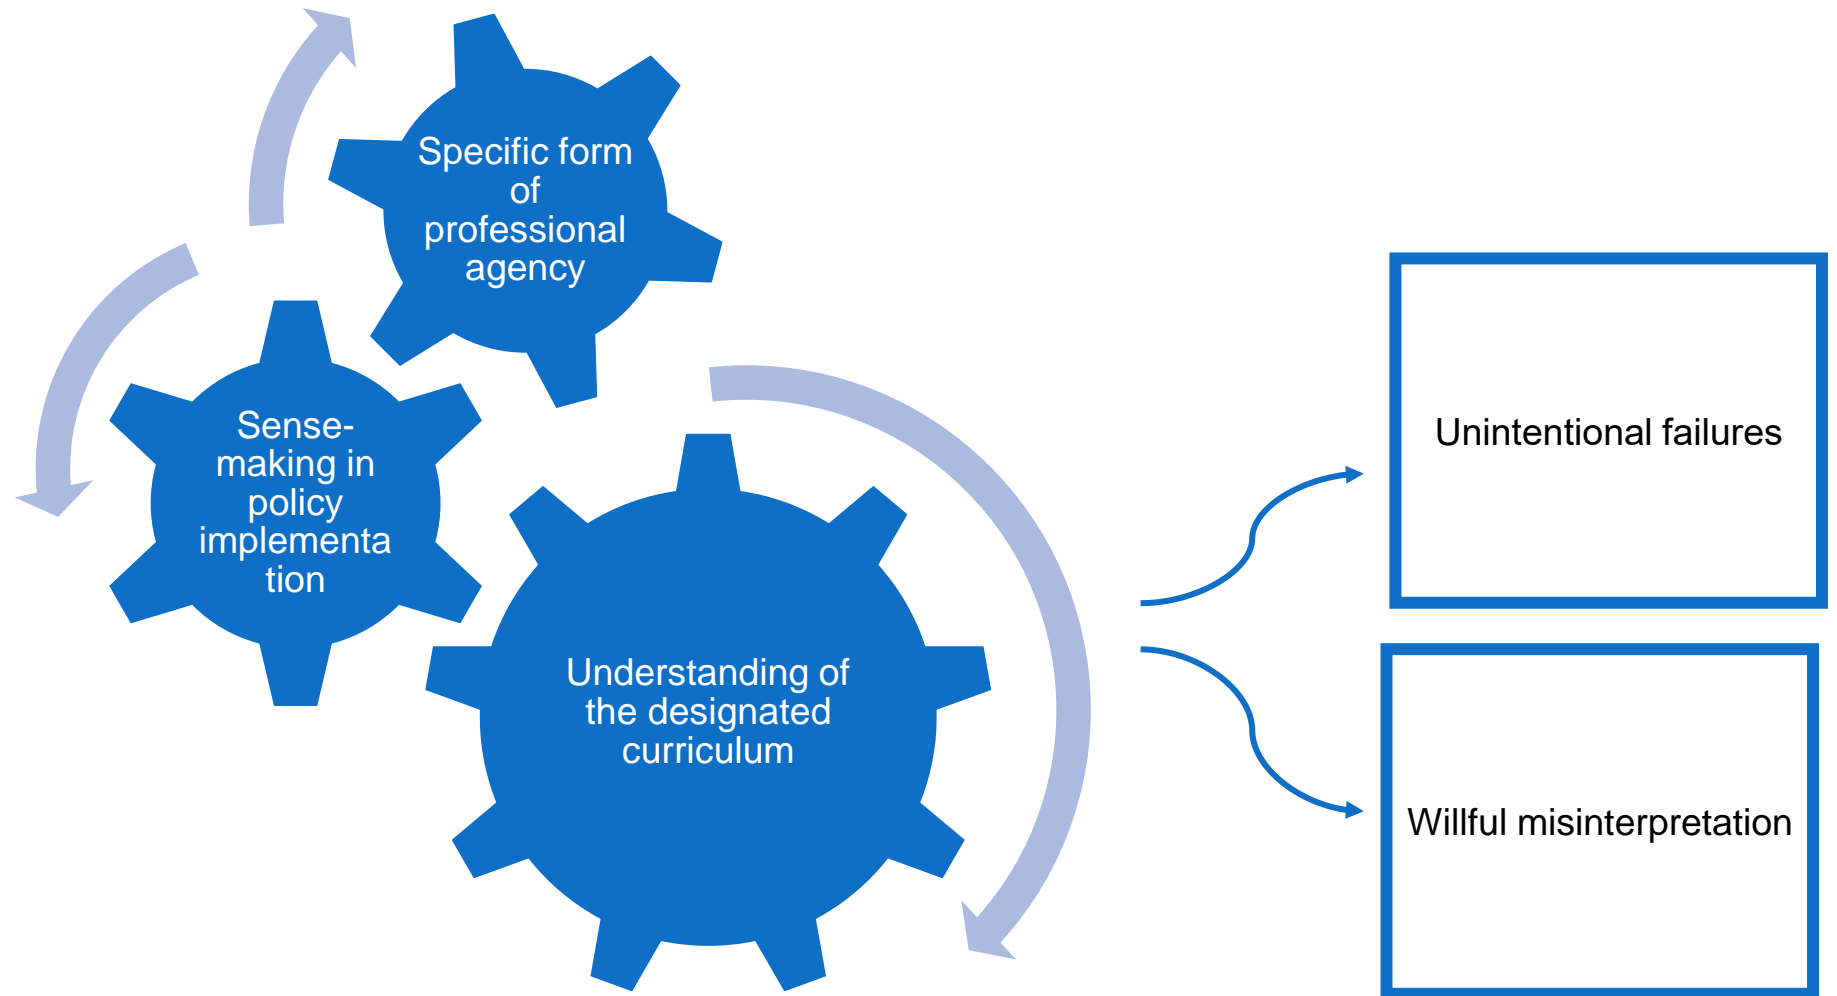 Specific form
of
professional
agency
Sense-
making in
policy
implementa
tion
Understanding of
the designated
curriculum
Unintentional failures
Willful misinterpretation